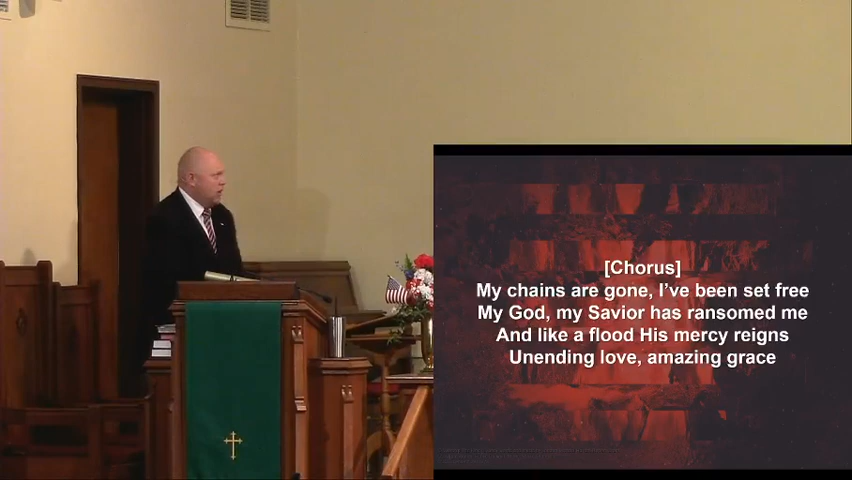 [Chorus]
My chains are gone, I've been set free
My God, my Savior has ransomed me
And like a flood His mercy reigns
Unending love, amazing grace